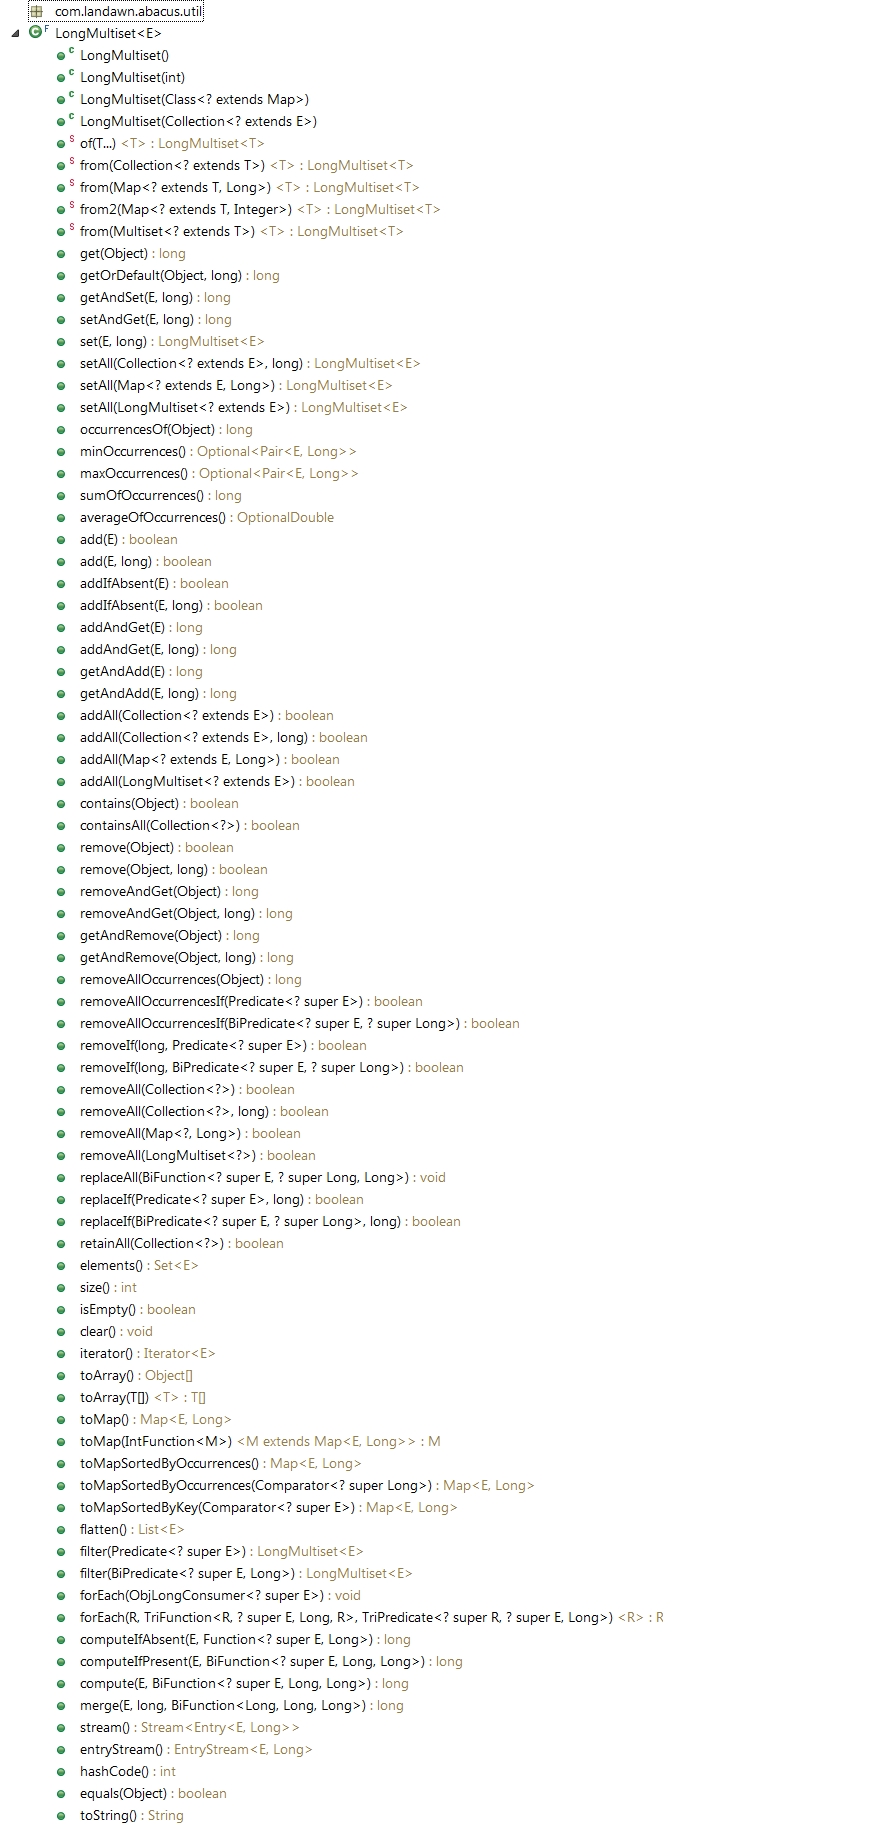 com.landawn.abacus.util
F LongMultiset<E>
C LongMultiset()
C LongMultiset(int)
C LongMultiset(Class<? extends Map>)
C LongMultiset(Collection<? extends E>)
S of(T...) <T> : LongMultiset<T>
S from(Collection<? extends T>) <T> : LongMultiset<T>
S from(Map<? extends T, Long>) <T> : LongMultiset<T>
S from2(Map<? extends T, Integer>) <T> : LongMultiset<T>
S from(Multiset<? extends T>) <T> : LongMultiset<T>
get(Object) : long
getOrDefault(Object, long) : long
getAndSet(E, long) : long
setAndGet(E, long) : long
set(E, long) : LongMultiset<E>
setAll(Collection<? extends E>, long) : LongMultiset<E>
setAll(Map<? extends E, Long>) : LongMultiset<E>
setAll(LongMultiset<? extends E>) : LongMultiset<E>
occurrencesOf(Object) : long
minOccurrences() : Optional<Pair<E, Long>>
maxOccurrences() : Optional<Pair<E, Long>>
sumOfOccurrences() : long
averageOfOccurrences() : OptionalDouble
add(E) : boolean
add(E, long) : boolean
addIfAbsent(E) : boolean
addIfAbsent(E, long) : boolean
addAndGet(E) : long
addAndGet(E, long) : long
getAndAdd(E) : long
getAndAdd(E, long) : long
addAll(Collection<? extends E>) : boolean
addAll(Collection<? extends E>, long) : boolean
addAll(Map<? extends E, Long>) : boolean
addAll(LongMultiset<? extends E>) : boolean
contains(Object) : boolean
containsAll(Collection<?>) : boolean
remove(Object) : boolean
remove(Object, long) : boolean
removeAndGet(Object) : long
removeAndGet(Object, long) : long
getAndRemove(Object) : long
getAndRemove(Object, long) : long
removeAllOccurrences(Object) : long
removeAllOccurrencesIf(Predicate<? super E>) : boolean
removeAllOccurrencesIf(BiPredicate<? super E, ? super Long>) : boolean
removeIf(long, Predicate<? super E>) : boolean
removeIf(long, BiPredicate<? super E, ? super Long>) : boolean
removeAll(Collection<?>) : boolean
removeAll(Collection<?>, long) : boolean
removeAll(Map<?, Long>) : boolean
removeAll(LongMultiset<?>) : boolean
replaceAll(BiFunction<? super E, ? super Long, Long>) : void
replaceIf(Predicate<? super E>, long) : boolean
replaceIf(BiPredicate<? super E, ? super Long>, long) : boolean
retainAll(Collection<?>) : boolean
elements() : Set<E>
size() : int
isEmpty() : boolean
clear() : void
iterator() : Iterator<E>
toArray() : Object[]
toArray(T[]) <T> : T[]
toMap() : Map<E, Long>
toMap(IntFunction<M>) <M extends Map<E, Long>> : M
toMapSortedByOccurrences() : Map<E, Long>
toMapSortedByOccurrences(Comparator<? super Long>) : Map<E, Long>
toMapSortedByKey(Comparator<? super E>) : Map<E, Long>
flatten() : List<E>
filter(Predicate<? super E>) : LongMultiset<E>
filter(BiPredicate<? super E, Long>) : LongMultiset<E>
forEach(ObjLongConsumer<? super E>) : void
forEach(R, TriFunction<R, ? super E, Long, R>, TriPredicate<? super R, ? super E, Long>) <R> : R
computeIfAbsent(E, Function<? super E, Long>) : long
computeIfPresent(E, BiFunction<? super E, Long, Long>) : long
compute(E, BiFunction<? super E, Long, Long>) : long
merge(E, long, BiFunction<Long, Long, Long>) : long
stream() : Stream<Entry<E, Long>>
entryStream() : EntryStream<E, Long>
hashCode() : int
equals(Object) : boolean
toString() : String